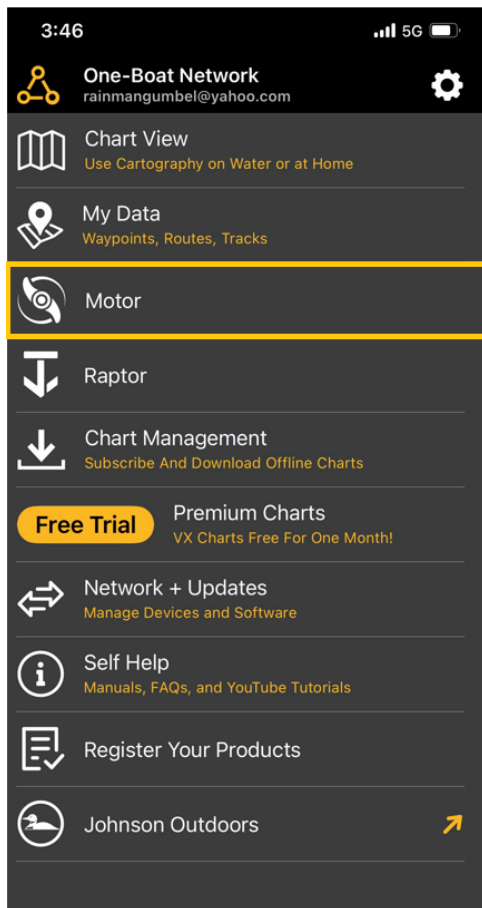 3:46
5G
One-Boat Network
rainmangumbel@yahoo.com
Chart View
Use Cartography on Water or at Home
My Data
Waypoints, Routes, Tracks
Motor
Raptor
Chart Management
Subscribe And Download Offline Charts
Free Trial
Premium Charts
VX Charts Free For One Month!
Network + Updates
Manage Devices and Software
Self Help
Manuals, FAQs, and YouTube Tutorials
Register Your Products
Johnson Outdoors